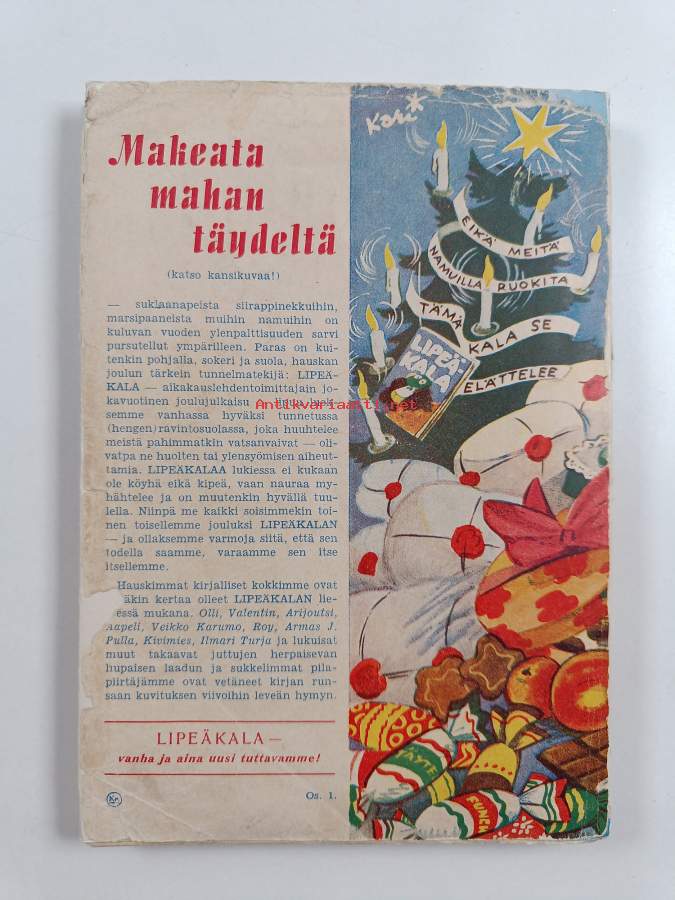 Makeata
mahan
täydeltä
(katso kansikuvaa!)
— suklaanapeista siirappinekkuihin,
marsipaaneista muihin namuihin on
kuluvan vuoden ylenpalttisuuden sarvi
pursutellut ympärilleen. Paras on kui-
tenkin pohjalla, sokeri ja suola, hauskan
joulun tärkein tunnelmatekijä: LIPEÄ-
KALA — aikakauslehdentoimittajain jo-
kavuotinen joulujulkaisu
semme vanhassa hyväksi tunnetussa
(hengen)ravintosuolassa, joka huuhtelee
meistä pahimmatkin vatsanvaivat — oli-
vatpa ne huolten tai ylensyömisen aiheut-
tamia. LIPEÄKALAA lukiessa ei kukaan
ole köyhä eikä kipeä, vaan nauraa my-
hähtelee ja on muutenkin hyvällä tuu-
lella. Niinpä me kaikki soisimmekin toi-
nen toisellemme jouluksi LIPEÄKALAN
— ja ollaksemme varmoja siitä, että sen
todella saamme, varaamme sen itse
itsellemme.
Hauskimmat kirjalliset kokkimme ovat
äkin kertaa olleet LIPEÄKALAN lie-
essä mukana. Olli, Valentin, Arijoutsi,
Aapeli, Veikko Karumo, Roy, Armas J.
Pulla, Kivimies, Ilmari Turja ja lukuisat
muut takaavat juttujen herpaisevan
hupaisen laadun ja sukkelimmat pila-
piirtäjämme ovat vetäneet kirjan run-
saan kuvituksen viivoihin leveän hymyn.
LIPEÄKALA —
vanha ja aina uusi tuttavamme!
Kr.
Os. 1.
Kari
EIKÄ MEITÄ
NAMUILLA RUOKITA
TÄMÄ
KALA SE
ELÄTTELEE
LIPEÄ-
KALA
TÄYTE
PUNCH
Antikvariaatti.net